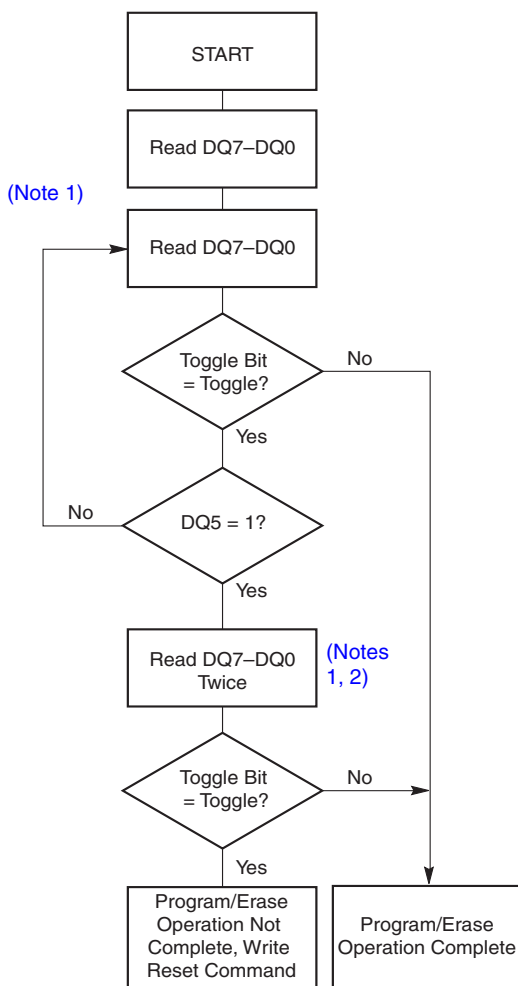 START
Read DQ7–DQ0
(Note 1)
Read DQ7–DQ0
Toggle Bit
= Toggle?
No
Yes
No
DQ5 = 1?
Yes
Read DQ7–DQ0
Twice
(Notes
1, 2)
Toggle Bit
= Toggle?
No
Yes
Program/Erase
Operation Not
Complete, Write
Reset Command
Program/Erase
Operation Complete